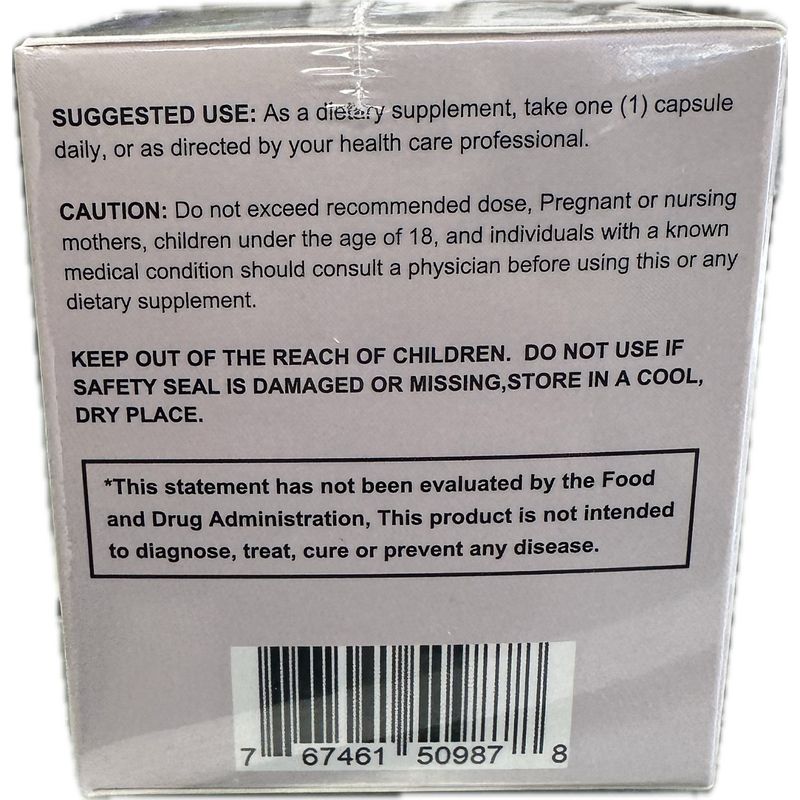 SUGGESTED USE: As a dietary supplement, take one (1) capsule
daily, or as directed by your health care professional.
CAUTION: Do not exceed recommended dose, Pregnant or nursing
mothers, children under the age of 18, and individuals with a known
medical condition should consult a physician before using this or any
dietary supplement.
KEEP OUT OF THE REACH OF CHILDREN. DO NOT USE IF
SAFETY SEAL IS DAMAGED OR MISSING,STORE IN A COOL,
DRY PLACE.
*This statement has not been evaluated by the Food
and Drug Administration, This product is not intended
to diagnose, treat, cure or prevent any disease.
7 67461 50987 8